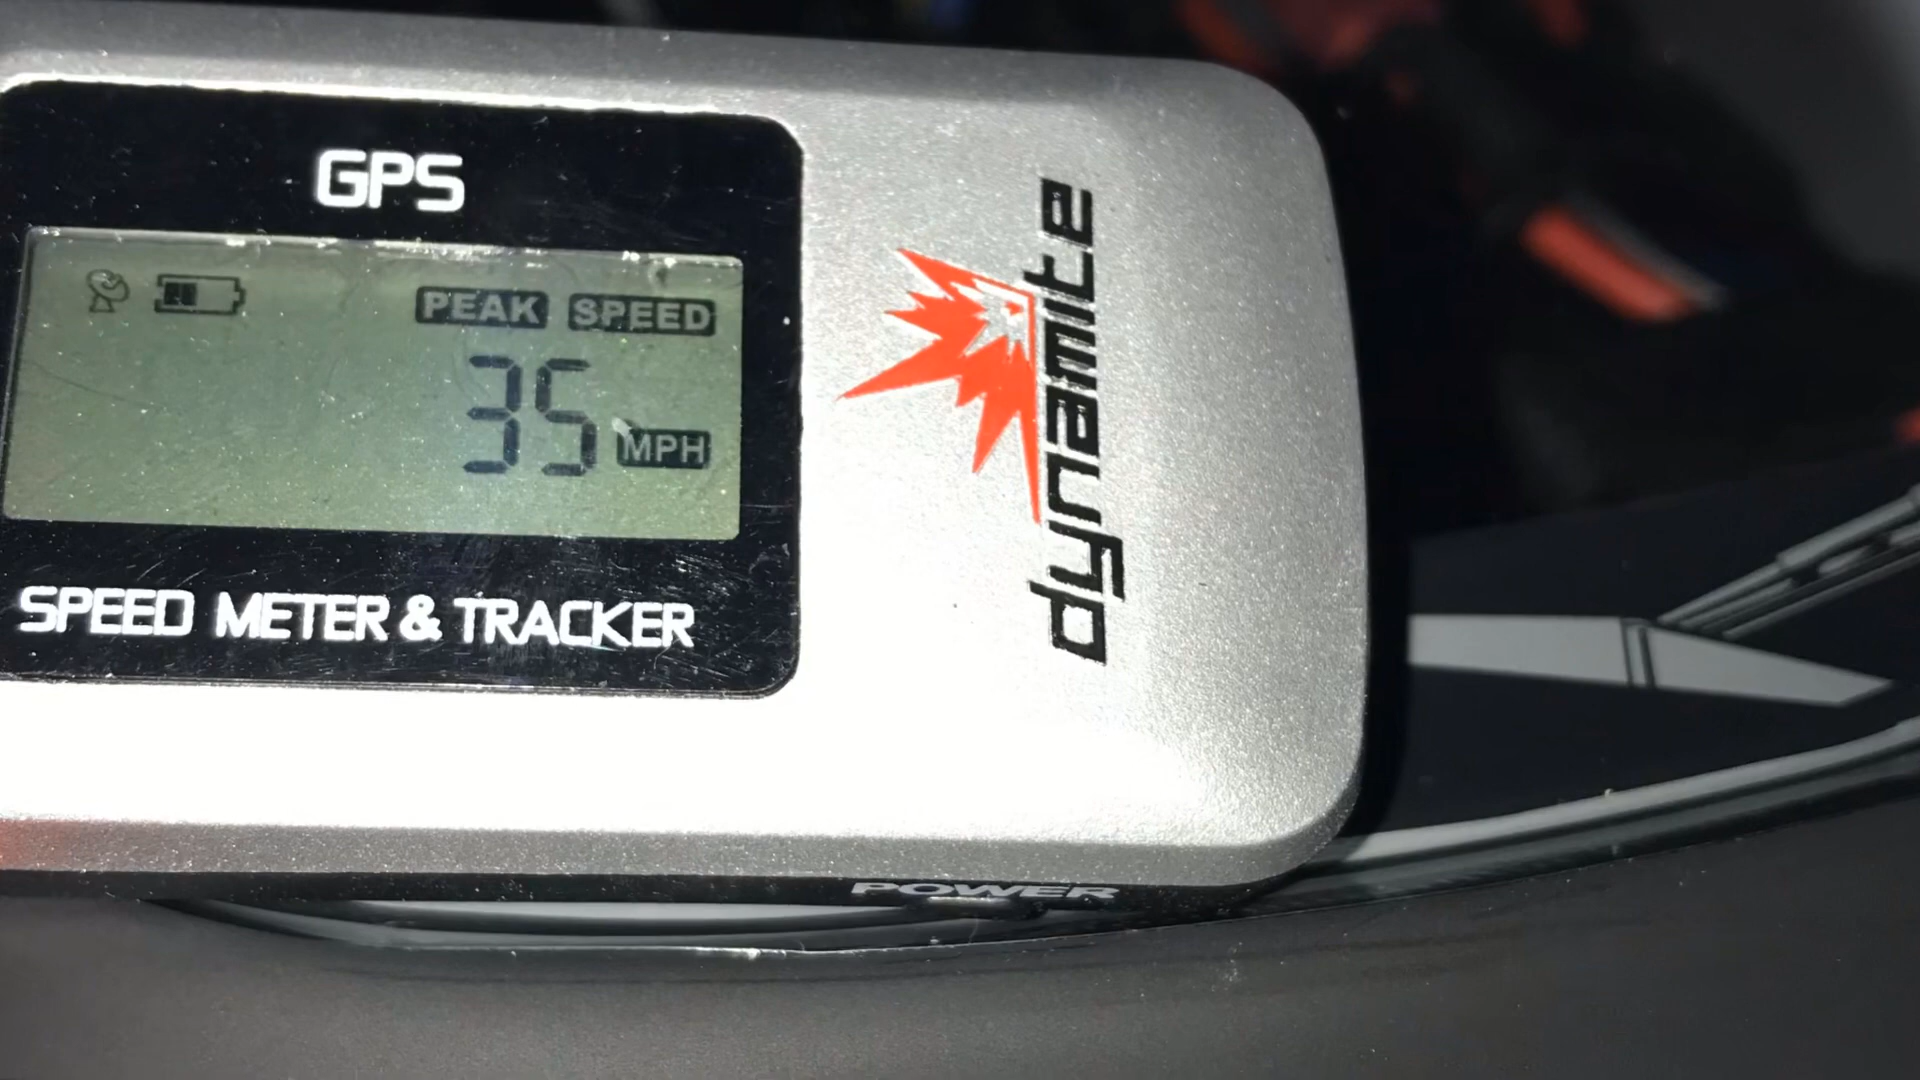 GPS
PEAK SPEED
35 MPH
SPEED METER & TRACKER
dynamite
POWER